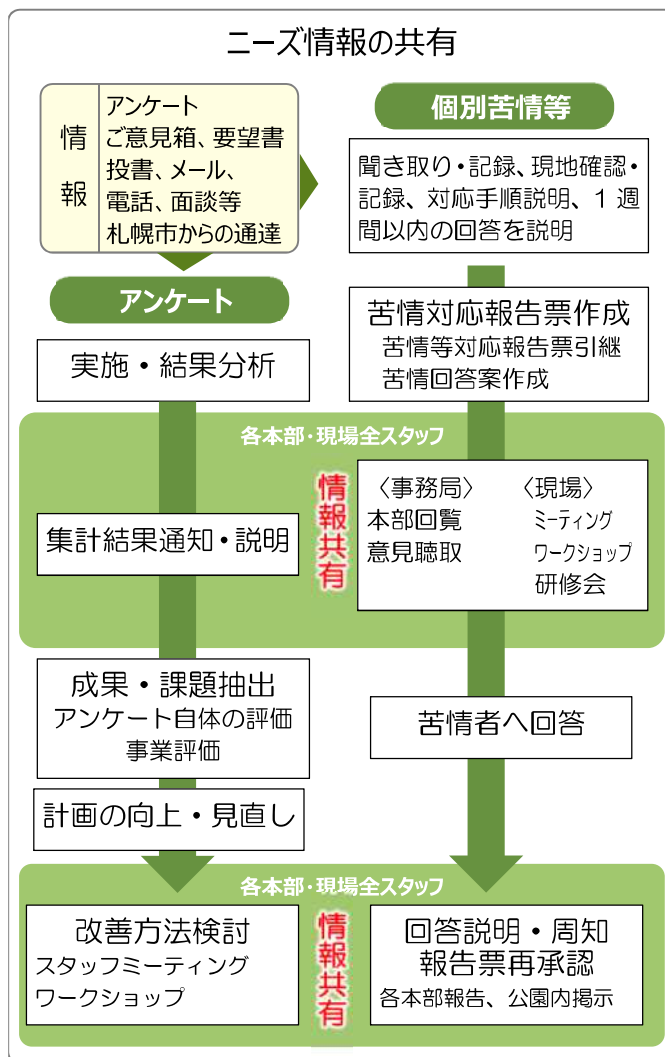 ニーズ情報の共有
情報
アンケート
ご意見箱、要望書
投書、メール、
電話、面談等
札幌市からの通達
個別苦情等
聞き取り・記録、現地確認・
記録、対応手順説明、1 週
間以内の回答を説明
アンケート
実施・結果分析
苦情対応報告票作成
苦情等対応報告票引継
苦情回答案作成
各本部・現場全スタッフ
集計結果通知・説明
情報共有
〈事務局〉
本部回覧
意見聴取
〈現場〉
ミーティング
ワークショップ
研修会
成果・課題抽出
アンケート自体の評価
事業評価
計画の向上・見直し
苦情者へ回答
各本部・現場全スタッフ
改善方法検討
スタッフミーティング
ワークショップ
情報共有
回答説明・周知
報告票再承認
各本部報告、公園内掲示